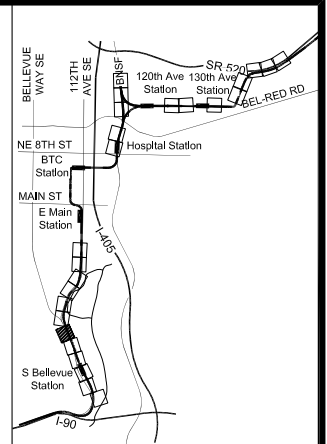 BELLEVUE
WAY SE
112TH
AVE SE
BNSF
SR-520
120th Ave
Station
130th Ave
Station
BEL-RED RD
NE 8TH ST
Hospital Station
BTC
Station
MAIN ST
E Main
Station
I-405
S Bellevue
Station
I-90